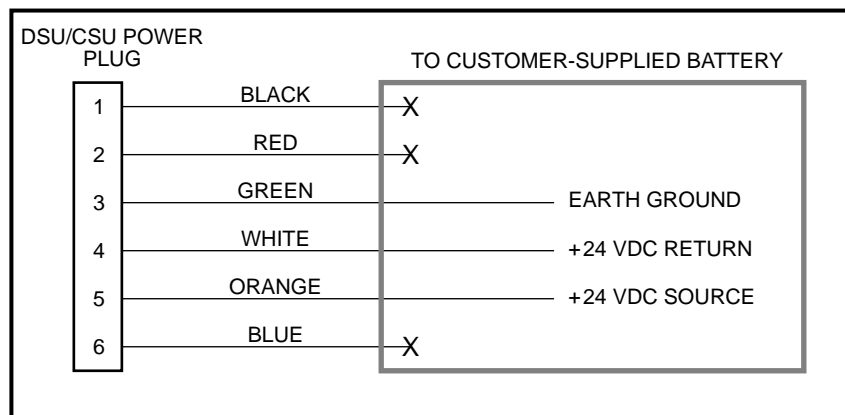 DSU/CSU POWER
PLUG
TO CUSTOMER-SUPPLIED BATTERY
1 BLACK X
2 RED X
3 GREEN EARTH GROUND
4 WHITE +24 VDC RETURN
5 ORANGE +24 VDC SOURCE
6 BLUE X